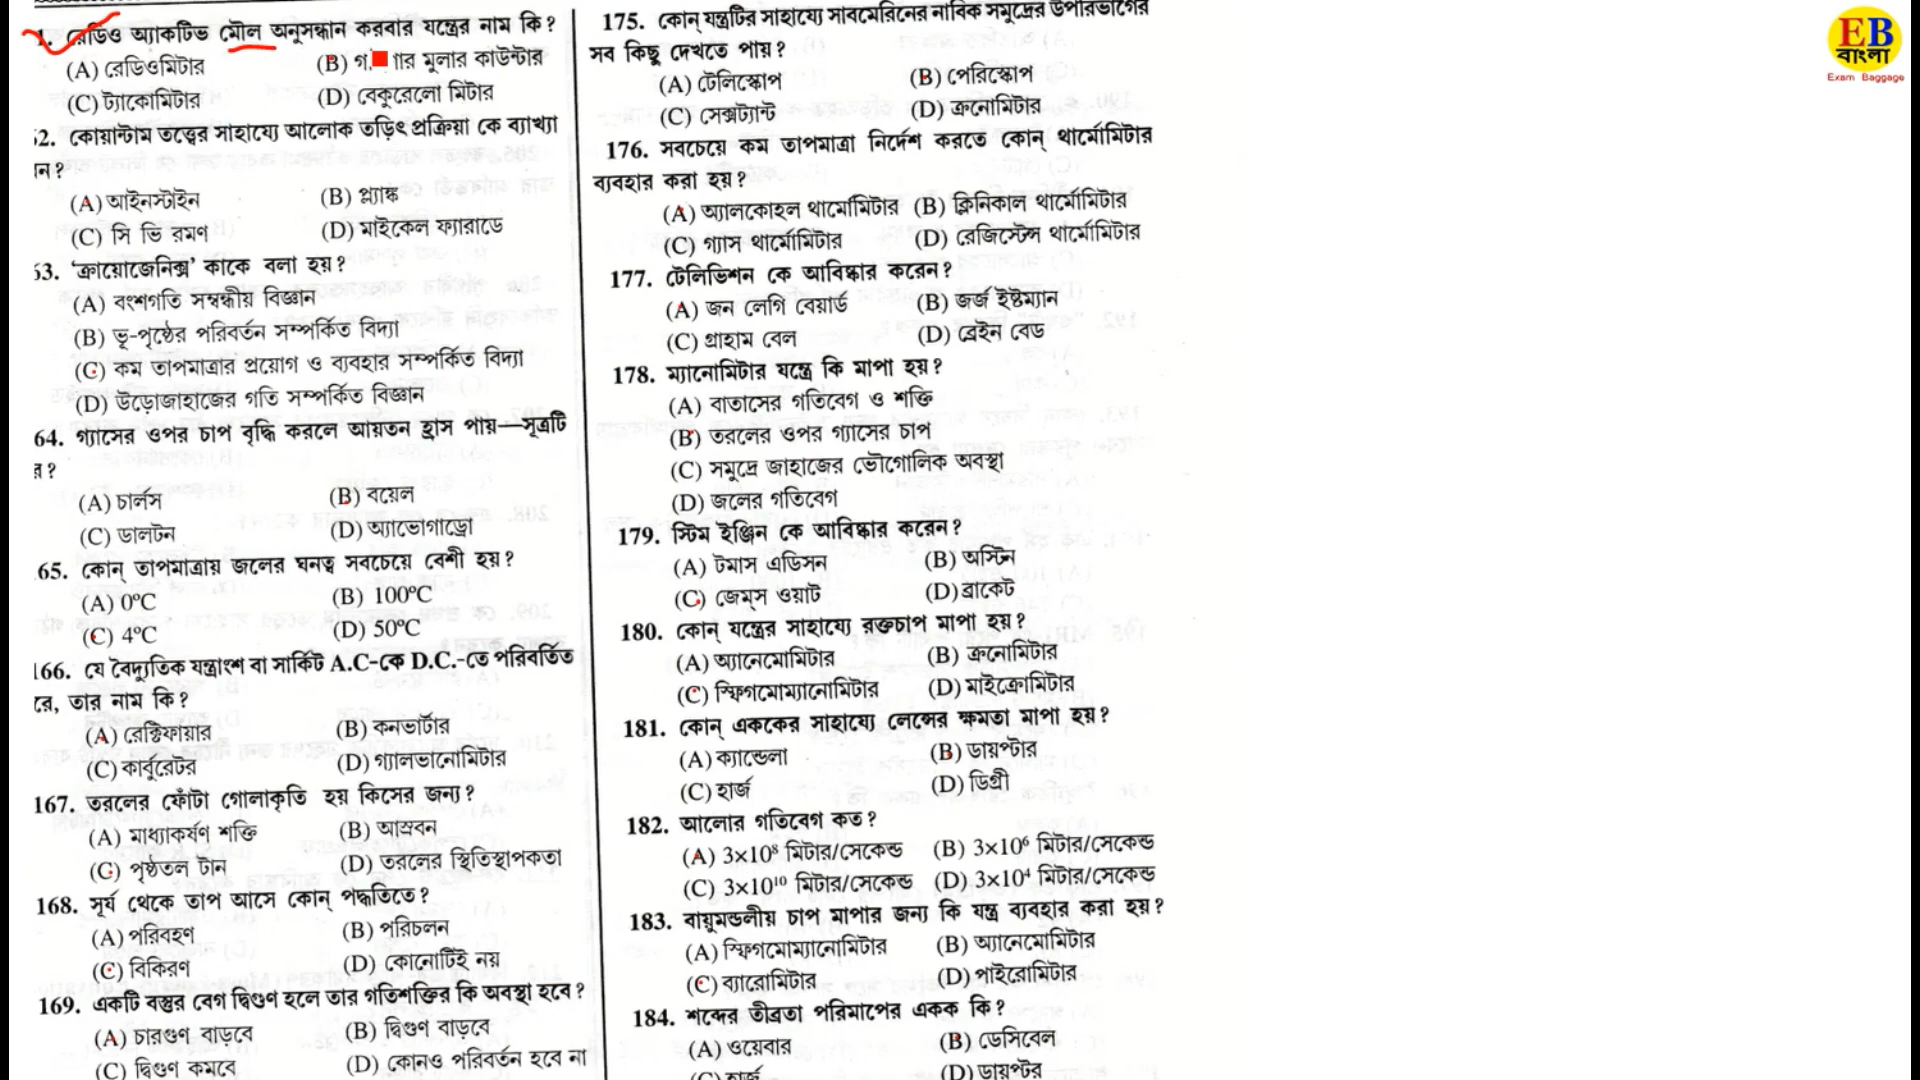 1. রেডিও অ্যাকটিভ মৌল অনুসন্ধান করবার যন্ত্রের নাম কি?
(A) রেডিওমিটার (B) গ ার মুলার কাউন্টার
(C) ট্যাকোমিটার (D) বেকুরেলো মিটার
62. কোয়ান্টাম তত্ত্বের সাহায্যে আলোক তড়িৎ প্রক্রিয়া কে ব্যাখ্যা
ন?
(A) আইনস্টাইন (B) প্ল্যাঙ্ক
(C) সি ভি রমণ (D) মাইকেল ফ্যারাডে
53. ‘ক্রায়োজেনিক্স’ কাকে বলা হয়?
(A) বংশগতি সম্বন্ধীয় বিজ্ঞান
(B) ভূ-পৃষ্ঠের পরিবর্তন সম্পর্কিত বিদ্যা
(C) কম তাপমাত্রার প্রয়োগ ও ব্যবহার সম্পর্কিত বিদ্যা
(D) উড়োজাহাজের গতি সম্পর্কিত বিজ্ঞান
64. গ্যাসের ওপর চাপ বৃদ্ধি করলে আয়তন হ্রাস পায়—সূত্রটি
র?
(A) চার্লস (B) বয়েল
(C) ডালটন (D) অ্যাভোগাড্রো
65. কোন্ তাপমাত্রায় জলের ঘনত্ব সবচেয়ে বেশী হয়?
(A) 0°C (B) 100°C
(C) 4°C (D) 50°C
166. যে বৈদ্যুতিক যন্ত্রাংশ বা সার্কিট A.C-কে D.C.-তে পরিবর্তিত
রে, তার নাম কি?
(A) রেক্টিফায়ার (B) কনভার্টার
(C) কার্বুরেটর (D) গ্যালভানোমিটার
167. তরলের ফোঁটা গোলাকৃতি হয় কিসের জন্য?
(A) মাধ্যাকর্ষণ শক্তি (B) আস্রবন
(C) পৃষ্ঠতল টান (D) তরলের স্থিতিস্থাপকতা
168. সূর্য থেকে তাপ আসে কোন্ পদ্ধতিতে?
(A) পরিবহণ (B) পরিচলন
(C) বিকিরণ (D) কোনোটিই নয়
169. একটি বস্তুর বেগ দ্বিগুণ হলে তার গতিশক্তির কি অবস্থা হবে?
(A) চারগুণ বাড়বে (B) দ্বিগুণ বাড়বে
(C) দ্বিগুণ কমবে (D) কোনও পরিবর্তন হবে না
175. কোন্ যন্ত্রটির সাহায্যে সাবমেরিনের নাবিক সমুদ্রের উপরিভাগের
সব কিছু দেখতে পায়?
(A) টেলিস্কোপ (B) পেরিস্কোপ
(C) সেক্সট্যান্ট (D) ক্রনোমিটার
176. সবচেয়ে কম তাপমাত্রা নির্দেশ করতে কোন্ থার্মোমিটার
ব্যবহার করা হয়?
(A) অ্যালকোহল থার্মোমিটার (B) ক্লিনিকাল থার্মোমিটার
(C) গ্যাস থার্মোমিটার (D) রেজিস্টেন্স থার্মোমিটার
177. টেলিভিশন কে আবিষ্কার করেন?
(A) জন লেগি বেয়ার্ড (B) জর্জ ইষ্টম্যান
(C) গ্রাহাম বেল (D) ব্রেইন বেড
178. ম্যানোমিটার যন্ত্রে কি মাপা হয়?
(A) বাতাসের গতিবেগ ও শক্তি
(B) তরলের ওপর গ্যাসের চাপ
(C) সমুদ্রে জাহাজের ভৌগোলিক অবস্থা
(D) জলের গতিবেগ
179. স্টিম ইঞ্জিন কে আবিষ্কার করেন?
(A) টমাস এডিসন (B) অস্টিন
(C) জেম্স ওয়াট (D) ব্রাকেট
180. কোন্ যন্ত্রের সাহায্যে রক্তচাপ মাপা হয়?
(A) অ্যানেমোমিটার (B) ক্রনোমিটার
(C) স্ফিগমোম্যানোমিটার (D) মাইক্রোমিটার
181. কোন্ এককের সাহায্যে লেন্সের ক্ষমতা মাপা হয়?
(A) ক্যান্ডেলা (B) ডায়প্টার
(C) হার্জ (D) ডিগ্রী
182. আলোর গতিবেগ কত?
(A) 3×10⁸ মিটার/সেকেন্ড (B) 3×10⁶ মিটার/সেকেন্ড
(C) 3×10¹⁰ মিটার/সেকেন্ড (D) 3×10⁴ মিটার/সেকেন্ড
183. বায়ুমন্ডলীয় চাপ মাপার জন্য কি যন্ত্র ব্যবহার করা হয়?
(A) স্ফিগমোম্যানোমিটার (B) অ্যানেমোমিটার
(C) ব্যারোমিটার (D) পাইরোমিটার
184. শব্দের তীব্রতা পরিমাপের একক কি?
(A) ওয়েবার (B) ডেসিবেল
(C) হার্জ (D) ডায়প্টর
EB
বাংলা
Exam Baggage